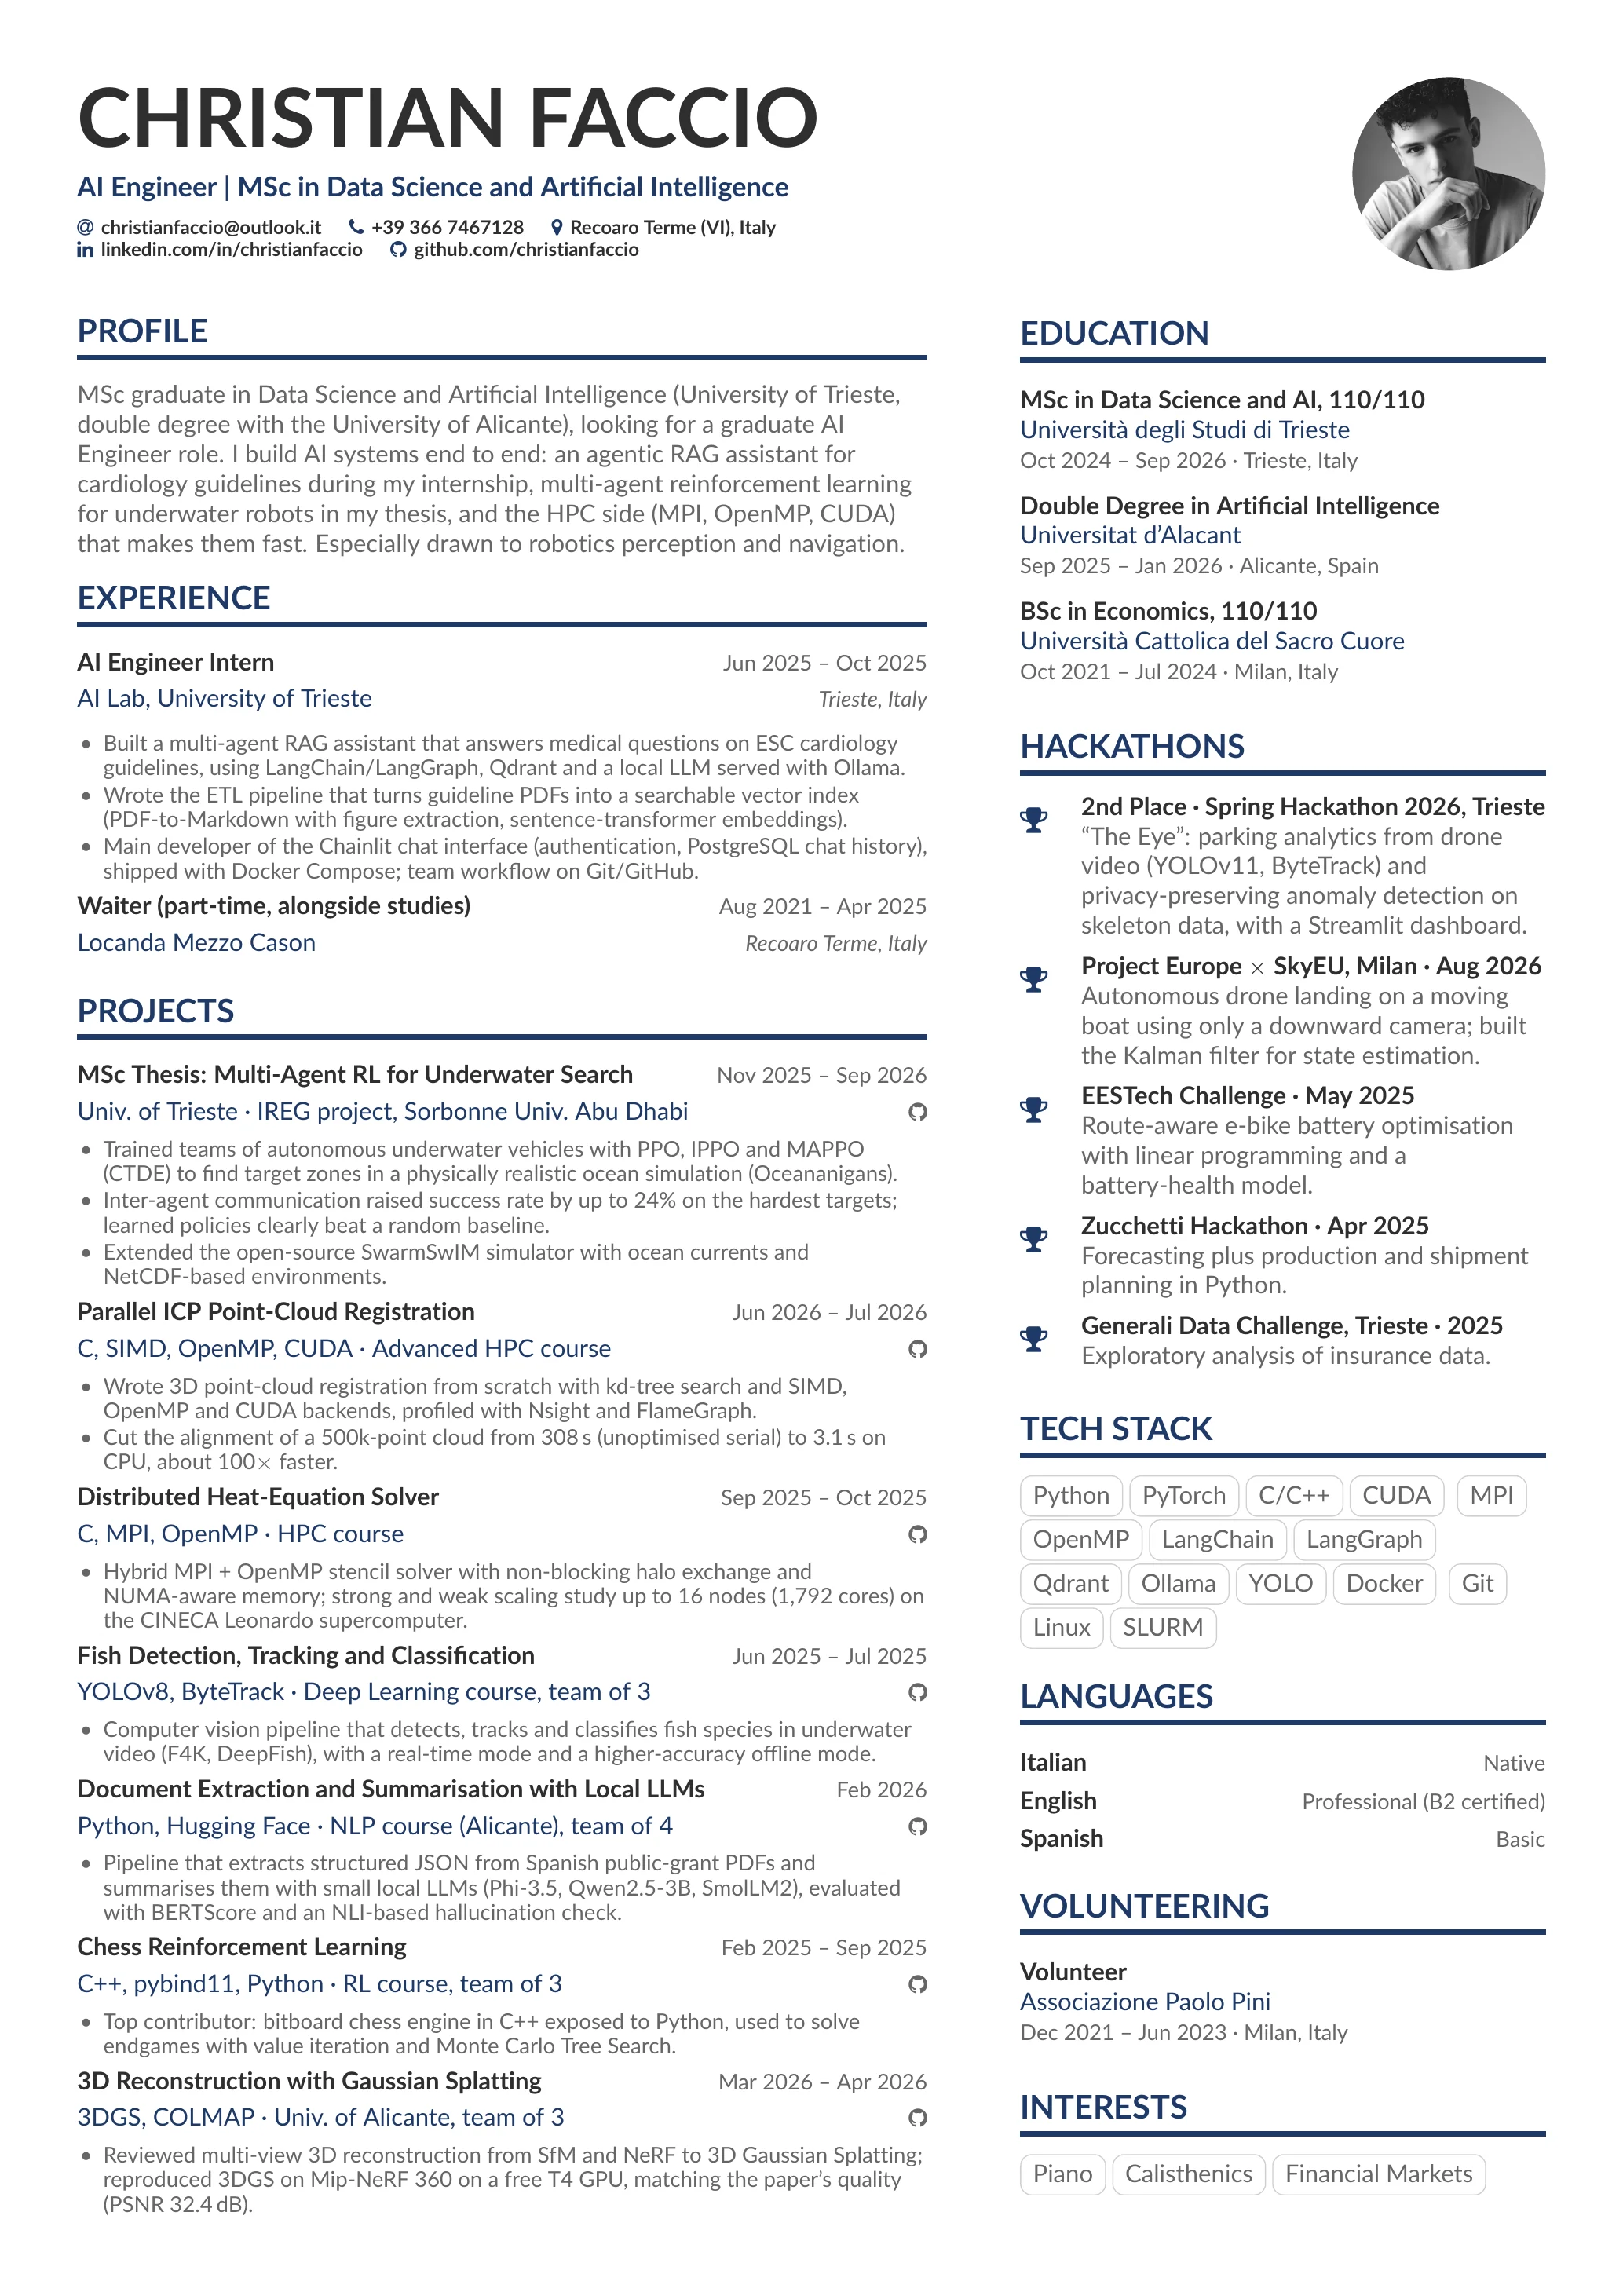 CHRISTIAN FACCIO
AI Engineer | MSc in Data Science and Artificial Intelligence
christianfaccio@outlook.it +39 366 7467128 Recoaro Terme (VI), Italy
linkedin.com/in/christianfaccio github.com/christianfaccio
PROFILE
MSc graduate in Data Science and Artificial Intelligence (University of Trieste,
double degree with the University of Alicante), looking for a graduate AI
Engineer role. I build AI systems end to end: an agentic RAG assistant for
cardiology guidelines during my internship, multi-agent reinforcement learning
for underwater robots in my thesis, and the HPC side (MPI, OpenMP, CUDA)
that makes them fast. Especially drawn to robotics perception and navigation.
EXPERIENCE
AI Engineer Intern Jun 2025 – Oct 2025
AI Lab, University of Trieste Trieste, Italy
• Built a multi-agent RAG assistant that answers medical questions on ESC cardiology
guidelines, using LangChain/LangGraph, Qdrant and a local LLM served with Ollama.
• Wrote the ETL pipeline that turns guideline PDFs into a searchable vector index
(PDF-to-Markdown with figure extraction, sentence-transformer embeddings).
• Main developer of the Chainlit chat interface (authentication, PostgreSQL chat history),
shipped with Docker Compose; team workflow on Git/GitHub.
Waiter (part-time, alongside studies) Aug 2021 – Apr 2025
Locanda Mezzo Cason Recoaro Terme, Italy
PROJECTS
MSc Thesis: Multi-Agent RL for Underwater Search Nov 2025 – Sep 2026
Univ. of Trieste · IREG project, Sorbonne Univ. Abu Dhabi
• Trained teams of autonomous underwater vehicles with PPO, IPPO and MAPPO
(CTDE) to find target zones in a physically realistic ocean simulation (Oceananigans).
• Inter-agent communication raised success rate by up to 24% on the hardest targets;
learned policies clearly beat a random baseline.
• Extended the open-source SwarmSwIM simulator with ocean currents and
NetCDF-based environments.
Parallel ICP Point-Cloud Registration Jun 2026 – Jul 2026
C, SIMD, OpenMP, CUDA · Advanced HPC course
• Wrote 3D point-cloud registration from scratch with kd-tree search and SIMD,
OpenMP and CUDA backends, profiled with Nsight and FlameGraph.
• Cut the alignment of a 500k-point cloud from 308 s (unoptimised serial) to 3.1 s on
CPU, about 100× faster.
Distributed Heat-Equation Solver Sep 2025 – Oct 2025
C, MPI, OpenMP · HPC course
• Hybrid MPI + OpenMP stencil solver with non-blocking halo exchange and
NUMA-aware memory; strong and weak scaling study up to 16 nodes (1,792 cores) on
the CINECA Leonardo supercomputer.
Fish Detection, Tracking and Classification Jun 2025 – Jul 2025
YOLOv8, ByteTrack · Deep Learning course, team of 3
• Computer vision pipeline that detects, tracks and classifies fish species in underwater
video (F4K, DeepFish), with a real-time mode and a higher-accuracy offline mode.
Document Extraction and Summarisation with Local LLMs Feb 2026
Python, Hugging Face · NLP course (Alicante), team of 4
• Pipeline that extracts structured JSON from Spanish public-grant PDFs and
summarises them with small local LLMs (Phi-3.5, Qwen2.5-3B, SmolLM2), evaluated
with BERTScore and an NLI-based hallucination check.
Chess Reinforcement Learning Feb 2025 – Sep 2025
C++, pybind11, Python · RL course, team of 3
• Top contributor: bitboard chess engine in C++ exposed to Python, used to solve
endgames with value iteration and Monte Carlo Tree Search.
3D Reconstruction with Gaussian Splatting Mar 2026 – Apr 2026
3DGS, COLMAP · Univ. of Alicante, team of 3
• Reviewed multi-view 3D reconstruction from SfM and NeRF to 3D Gaussian Splatting;
reproduced 3DGS on Mip-NeRF 360 on a free T4 GPU, matching the paper’s quality
(PSNR 32.4 dB).
EDUCATION
MSc in Data Science and AI, 110/110
Università degli Studi di Trieste
Oct 2024 – Sep 2026 · Trieste, Italy
Double Degree in Artificial Intelligence
Universitat d’Alacant
Sep 2025 – Jan 2026 · Alicante, Spain
BSc in Economics, 110/110
Università Cattolica del Sacro Cuore
Oct 2021 – Jul 2024 · Milan, Italy
HACKATHONS
2nd Place · Spring Hackathon 2026, Trieste
“The Eye”: parking analytics from drone
video (YOLOv11, ByteTrack) and
privacy-preserving anomaly detection on
skeleton data, with a Streamlit dashboard.
Project Europe × SkyEU, Milan · Aug 2026
Autonomous drone landing on a moving
boat using only a downward camera; built
the Kalman filter for state estimation.
EESTech Challenge · May 2025
Route-aware e-bike battery optimisation
with linear programming and a
battery-health model.
Zucchetti Hackathon · Apr 2025
Forecasting plus production and shipment
planning in Python.
Generali Data Challenge, Trieste · 2025
Exploratory analysis of insurance data.
TECH STACK
Python PyTorch C/C++ CUDA MPI
OpenMP LangChain LangGraph
Qdrant Ollama YOLO Docker Git
Linux SLURM
LANGUAGES
Italian Native
English Professional (B2 certified)
Spanish Basic
VOLUNTEERING
Volunteer
Associazione Paolo Pini
Dec 2021 – Jun 2023 · Milan, Italy
INTERESTS
Piano Calisthenics Financial Markets